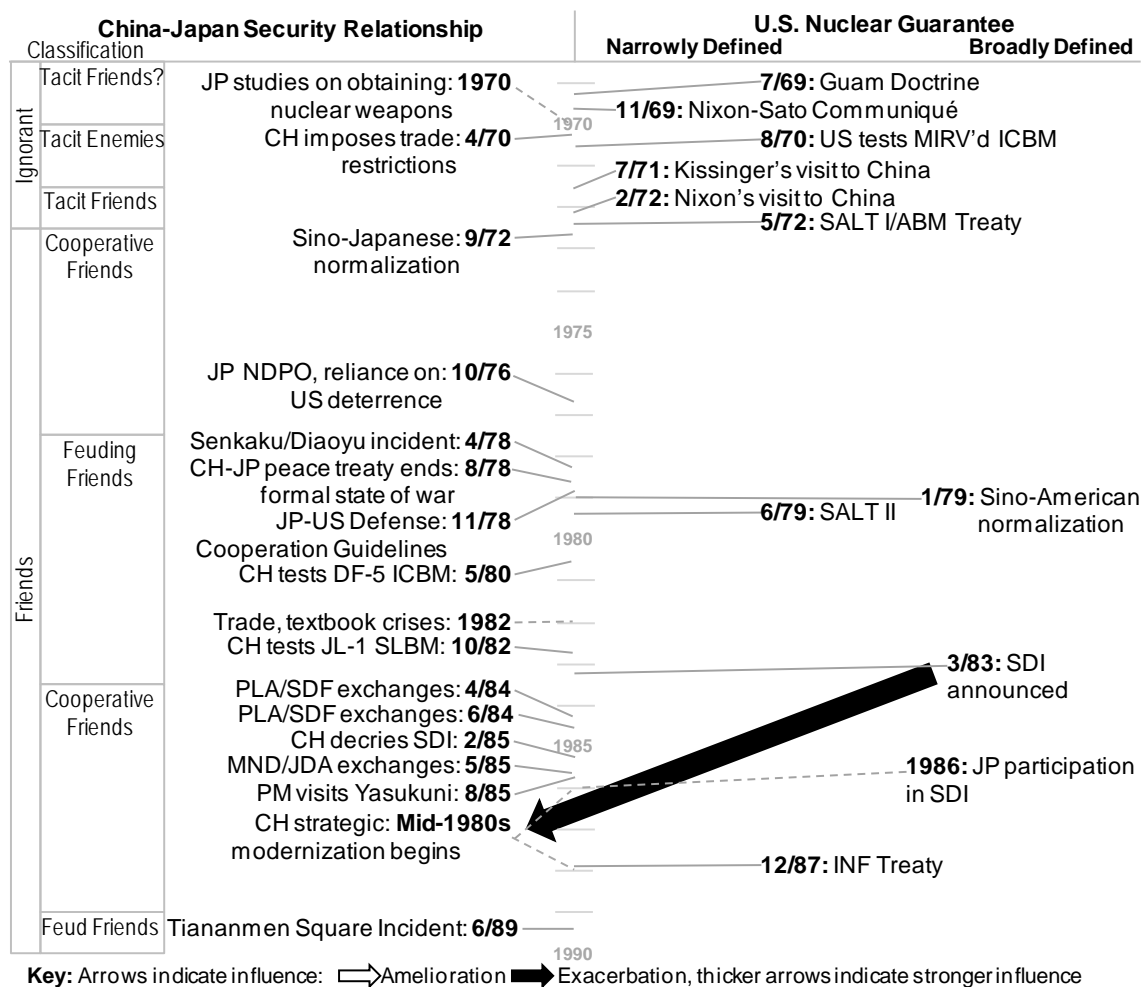 China-Japan Security Relationship
U.S. Nuclear Guarantee
Classification
Narrowly Defined
Broadly Defined
Ignorant
Tacit Friends?
JP studies on obtaining: 1970
nuclear weapons
7/69: Guam Doctrine
11/69: Nixon-Sato Communiqué
1970
Tacit Enemies
CH imposes trade: 4/70
restrictions
8/70: US tests MIRV'd ICBM
7/71: Kissinger's visit to China
Tacit Friends
2/72: Nixon's visit to China
5/72: SALT I/ABM Treaty
Friends
Cooperative
Friends
Sino-Japanese: 9/72
normalization
1975
JP NDPO, reliance on: 10/76
US deterrence
Feuding
Friends
Senkaku/Diaoyu incident: 4/78
CH-JP peace treaty ends: 8/78
formal state of war
JP-US Defense: 11/78
Cooperation Guidelines
1/79: Sino-American
normalization
6/79: SALT II
1980
CH tests DF-5 ICBM: 5/80
Trade, textbook crises: 1982
CH tests JL-1 SLBM: 10/82
3/83: SDI
announced
Cooperative
Friends
PLA/SDF exchanges: 4/84
PLA/SDF exchanges: 6/84
CH decries SDI: 2/85
1985
MND/JDA exchanges: 5/85
PM visits Yasukuni: 8/85
1986: JP participation
in SDI
CH strategic: Mid-1980s
modernization begins
12/87: INF Treaty
Feud Friends
Tiananmen Square Incident: 6/89
1990
Key: Arrows indicate influence: Amelioration Exacerbation, thicker arrows indicate stronger influence